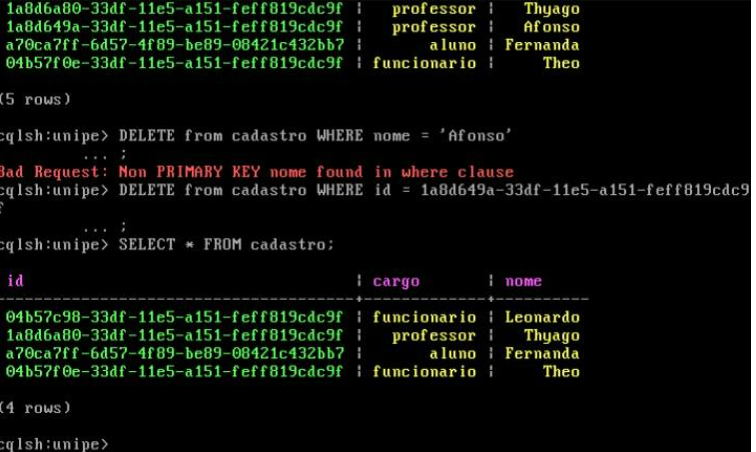 1a8d6a80-33df-11e5-a151-feff819cdc9f | professor | Thyago
1a8d649a-33df-11e5-a151-feff819cdc9f | professor | Afonso
a70ca7ff-6d57-4f89-be89-08421c432bb7 | aluno | Fernanda
04b57f0e-33df-11e5-a151-feff819cdc9f | funcionario | Theo
(5 rows)
cqlsh:unipe> DELETE from cadastro WHERE nome = 'Afonso'
... ;
Bad Request: Non PRIMARY KEY nome found in where clause
cqlsh:unipe> DELETE from cadastro WHERE id = 1a8d649a-33df-11e5-a151-feff819cdc9
f
... ;
cqlsh:unipe> SELECT * FROM cadastro;
id | cargo | nome
--------------------------------------+-------------+----------
04b57c98-33df-11e5-a151-feff819cdc9f | funcionario | Leonardo
1a8d6a80-33df-11e5-a151-feff819cdc9f | professor | Thyago
a70ca7ff-6d57-4f89-be89-08421c432bb7 | aluno | Fernanda
04b57f0e-33df-11e5-a151-feff819cdc9f | funcionario | Theo
(4 rows)
cqlsh:unipe>